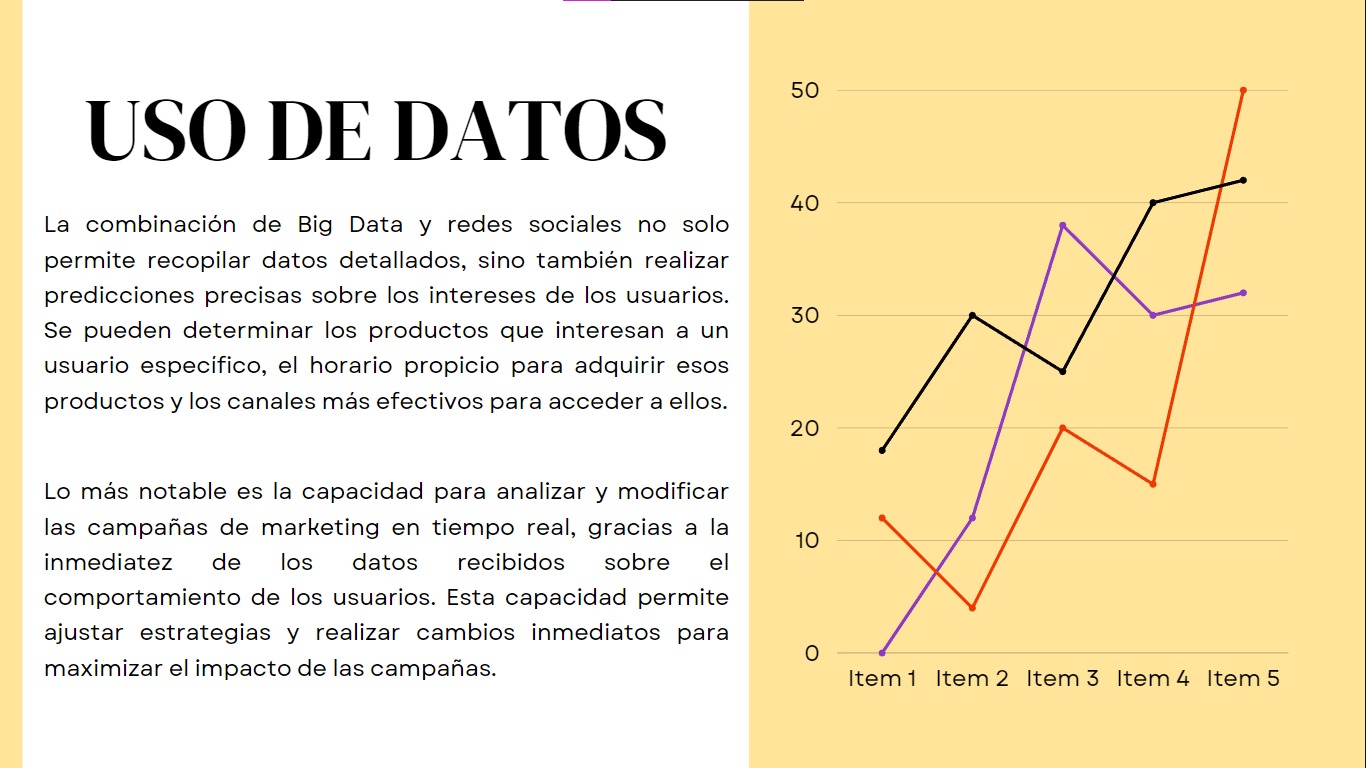 USO DE DATOS
La combinación de Big Data y redes sociales no solo
permite recopilar datos detallados, sino también realizar
predicciones precisas sobre los intereses de los usuarios.
Se pueden determinar los productos que interesan a un
usuario específico, el horario propicio para adquirir esos
productos y los canales más efectivos para acceder a ellos.
Lo más notable es la capacidad para analizar y modificar
las campañas de marketing en tiempo real, gracias a la
inmediatez de los datos recibidos sobre el
comportamiento de los usuarios. Esta capacidad permite
ajustar estrategias y realizar cambios inmediatos para
maximizar el impacto de las campañas.
50
40
30
20
10
0
Item 1 Item 2 Item 3 Item 4 Item 5